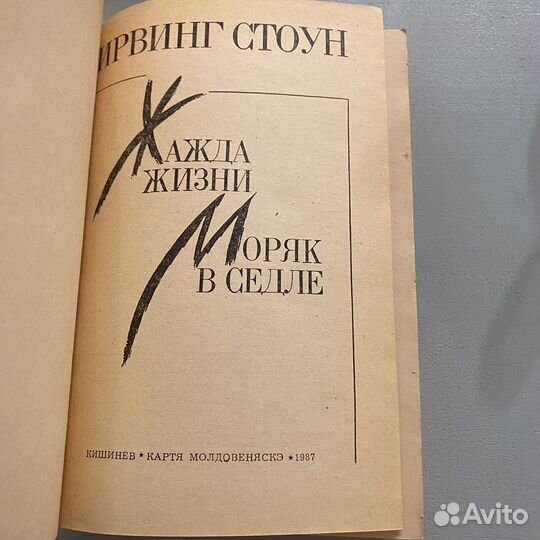 ИРВИНГ СТОУН
ЖАЖДА
ЖИЗНИ
МОРЯК
В СЕДЛЕ
КИШИНЕВ ★ КАРТЯ МОЛДОВЕНЯСКЭ ★ 1987
Avito